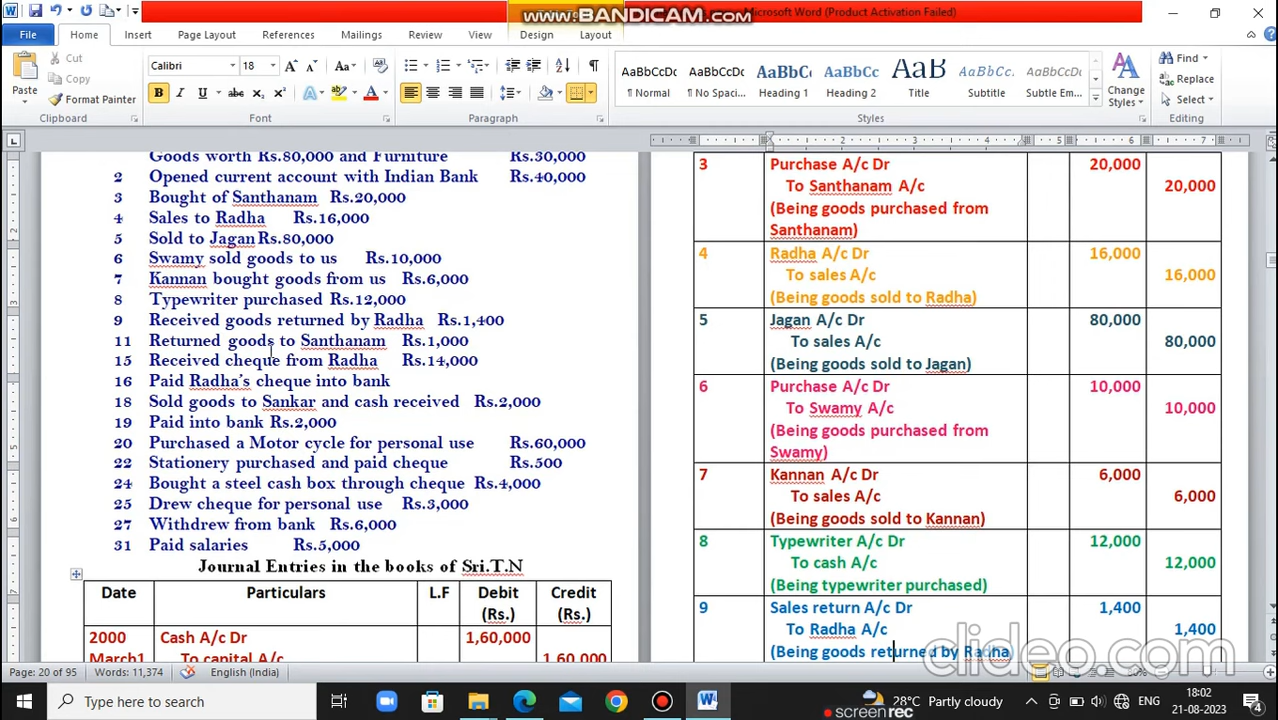 www.BANDICAM.com
Microsoft Word (Product Activation Failed)
File Home Insert Page Layout References Mailings Review View Design Layout
Paste
Cut
Copy
Format Painter
Clipboard
Calibri 18
Font
Paragraph
AaBbCcDc AaBbCcDc AaBbCc AaBbCc AaB AaBbCc. AaBbCcDc
¶ Normal ¶ No Spaci... Heading 1 Heading 2 Title Subtitle Subtle Em...
Styles
Change Styles
Find
Replace
Select
Editing
Goods worth Rs.80,000 and Furniture Rs.30,000
2 Opened current account with Indian Bank Rs.40,000
3 Bought of Santhanam Rs.20,000
4 Sales to Radha Rs.16,000
5 Sold to Jagan Rs.80,000
6 Swamy sold goods to us Rs.10,000
7 Kannan bought goods from us Rs.6,000
8 Typewriter purchased Rs.12,000
9 Received goods returned by Radha Rs.1,400
11 Returned goods to Santhanam Rs.1,000
15 Received cheque from Radha Rs.14,000
16 Paid Radha's cheque into bank
18 Sold goods to Sankar and cash received Rs.2,000
19 Paid into bank Rs.2,000
20 Purchased a Motor cycle for personal use Rs.60,000
22 Stationery purchased and paid cheque Rs.500
24 Bought a steel cash box through cheque Rs.4,000
25 Drew cheque for personal use Rs.3,000
27 Withdrew from bank Rs.6,000
31 Paid salaries Rs.5,000
Journal Entries in the books of Sri.T.N
Date Particulars L.F Debit (Rs.) Credit (Rs.)
2000 Cash A/c Dr 1,60,000
March1 To capital A/c 1,60,000
3 Purchase A/c Dr 20,000
To Santhanam A/c 20,000
(Being goods purchased from
Santhanam)
4 Radha A/c Dr 16,000
To sales A/c 16,000
(Being goods sold to Radha)
5 Jagan A/c Dr 80,000
To sales A/c 80,000
(Being goods sold to Jagan)
6 Purchase A/c Dr 10,000
To Swamy A/c 10,000
(Being goods purchased from
Swamy)
7 Kannan A/c Dr 6,000
To sales A/c 6,000
(Being goods sold to Kannan)
8 Typewriter A/c Dr 12,000
To cash A/c 12,000
(Being typewriter purchased)
9 Sales return A/c Dr 1,400
To Radha A/c 1,400
(Being goods returned by Radha
clideo.com
Page: 20 of 95 Words: 11,374 English (India)
Type here to search
28°C Partly cloudy
ENG
18:02
21-08-2023
screen rec